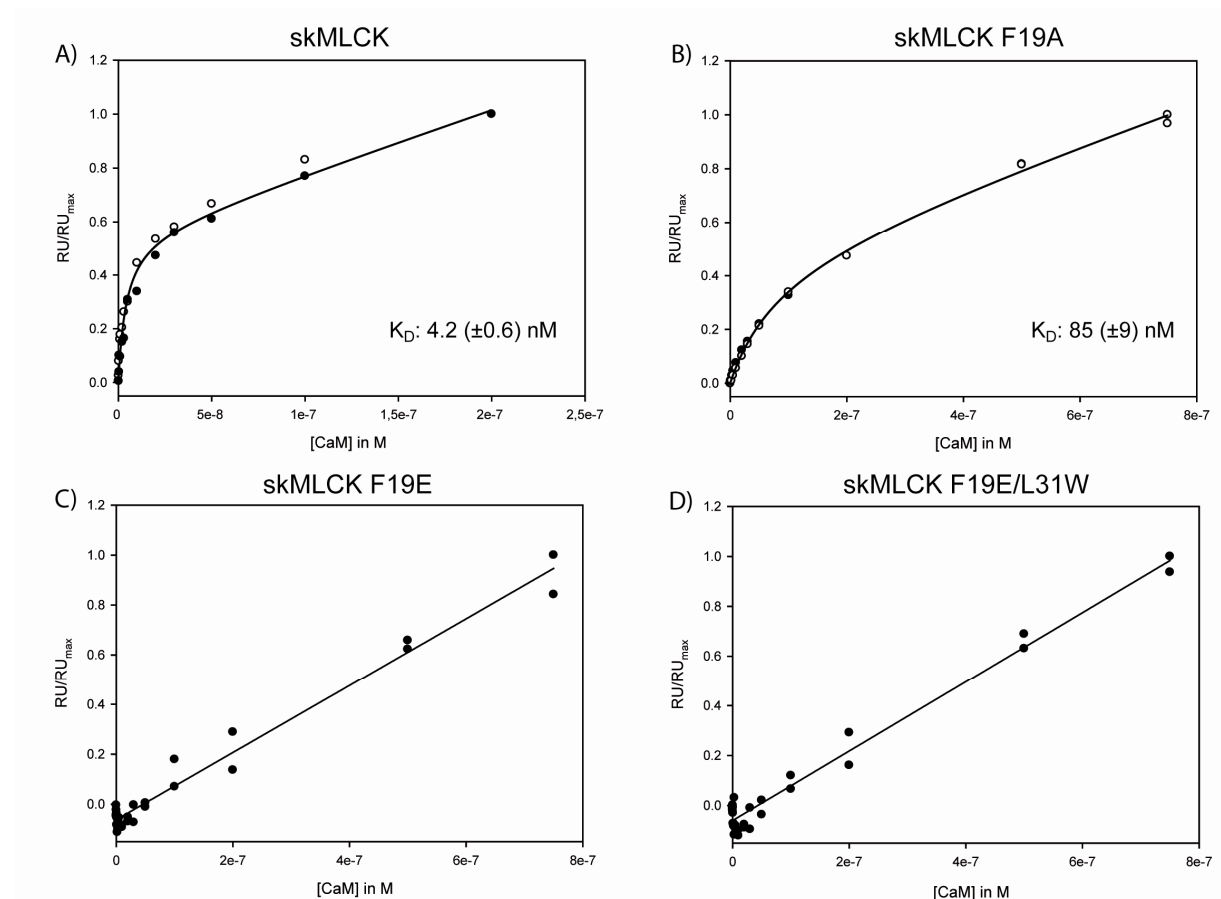 skMLCK
A)
1.2
1.0
0.8
0.6
0.4
0.2
0.0
RU/RUmax
KD: 4.2 (±0.6) nM
0
5e-8
1e-7
1,5e-7
2e-7
2,5e-7
[CaM] in M
skMLCK F19A
B)
1.2
1.0
0.8
0.6
0.4
0.2
0.0
RU/RUmax
KD: 85 (±9) nM
0
2e-7
4e-7
6e-7
8e-7
[CaM] in M
skMLCK F19E
C)
1.2
1.0
0.8
0.6
0.4
0.2
0.0
RU/RUmax
0
2e-7
4e-7
6e-7
8e-7
[CaM] in M
skMLCK F19E/L31W
D)
1.2
1.0
0.8
0.6
0.4
0.2
0.0
RU/RUmax
0
2e-7
4e-7
6e-7
8e-7
[CaM] in M